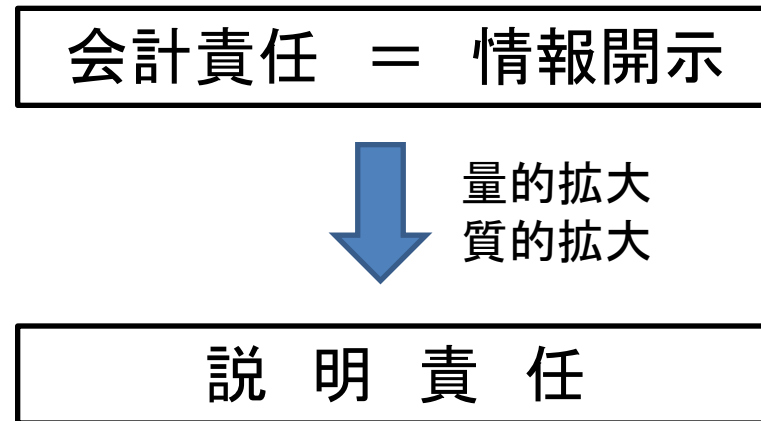 会計責任 ＝ 情報開示
量的拡大
質的拡大
説 明 責 任